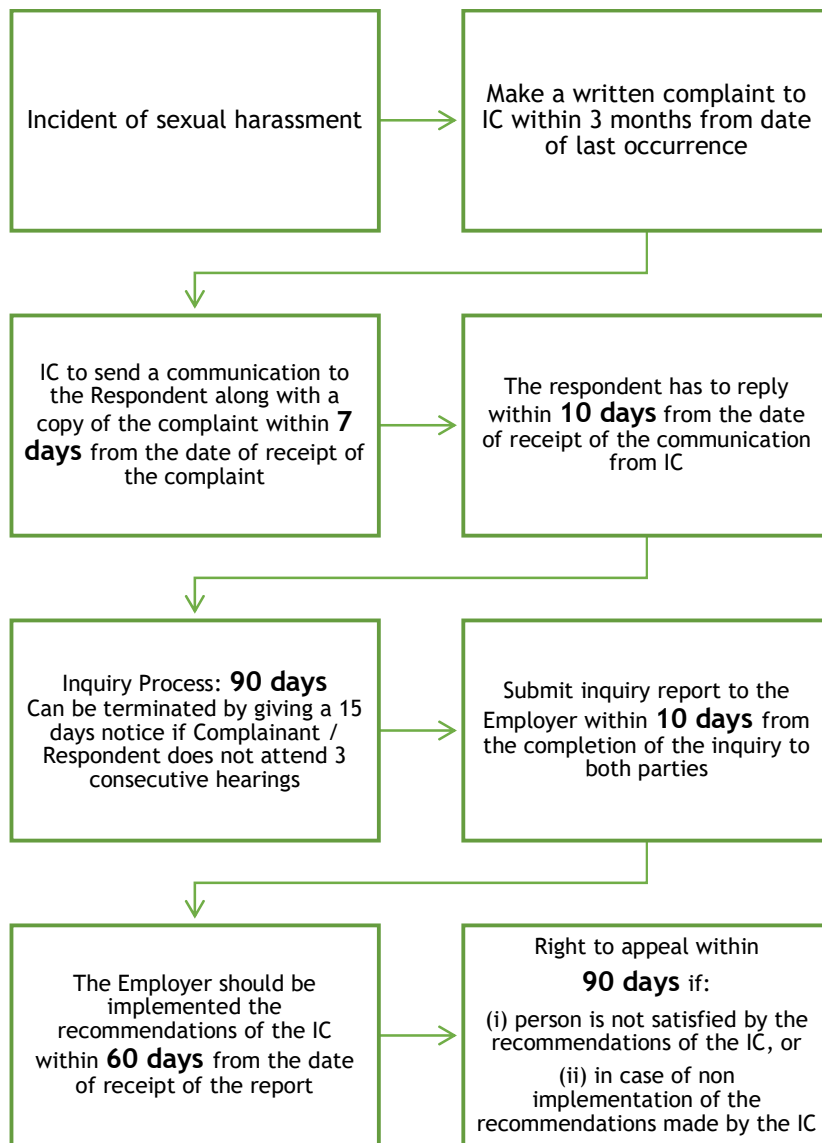 Incident of sexual harassment
Make a written complaint to
IC within 3 months from date
of last occurrence
IC to send a communication to
the Respondent along with a
copy of the complaint within 7
days from the date of receipt of
the complaint
The respondent has to reply
within 10 days from the date
of receipt of the communication
from IC
Inquiry Process: 90 days
Can be terminated by giving a 15
days notice if Complainant /
Respondent does not attend 3
consecutive hearings
Submit inquiry report to the
Employer within 10 days from
the completion of the inquiry to
both parties
The Employer should be
implemented the
recommendations of the IC
within 60 days from the date
of receipt of the report
Right to appeal within
90 days if:
(i) person is not satisfied by the
recommendations of the IC, or
(ii) in case of non
implementation of the
recommendations made by the IC